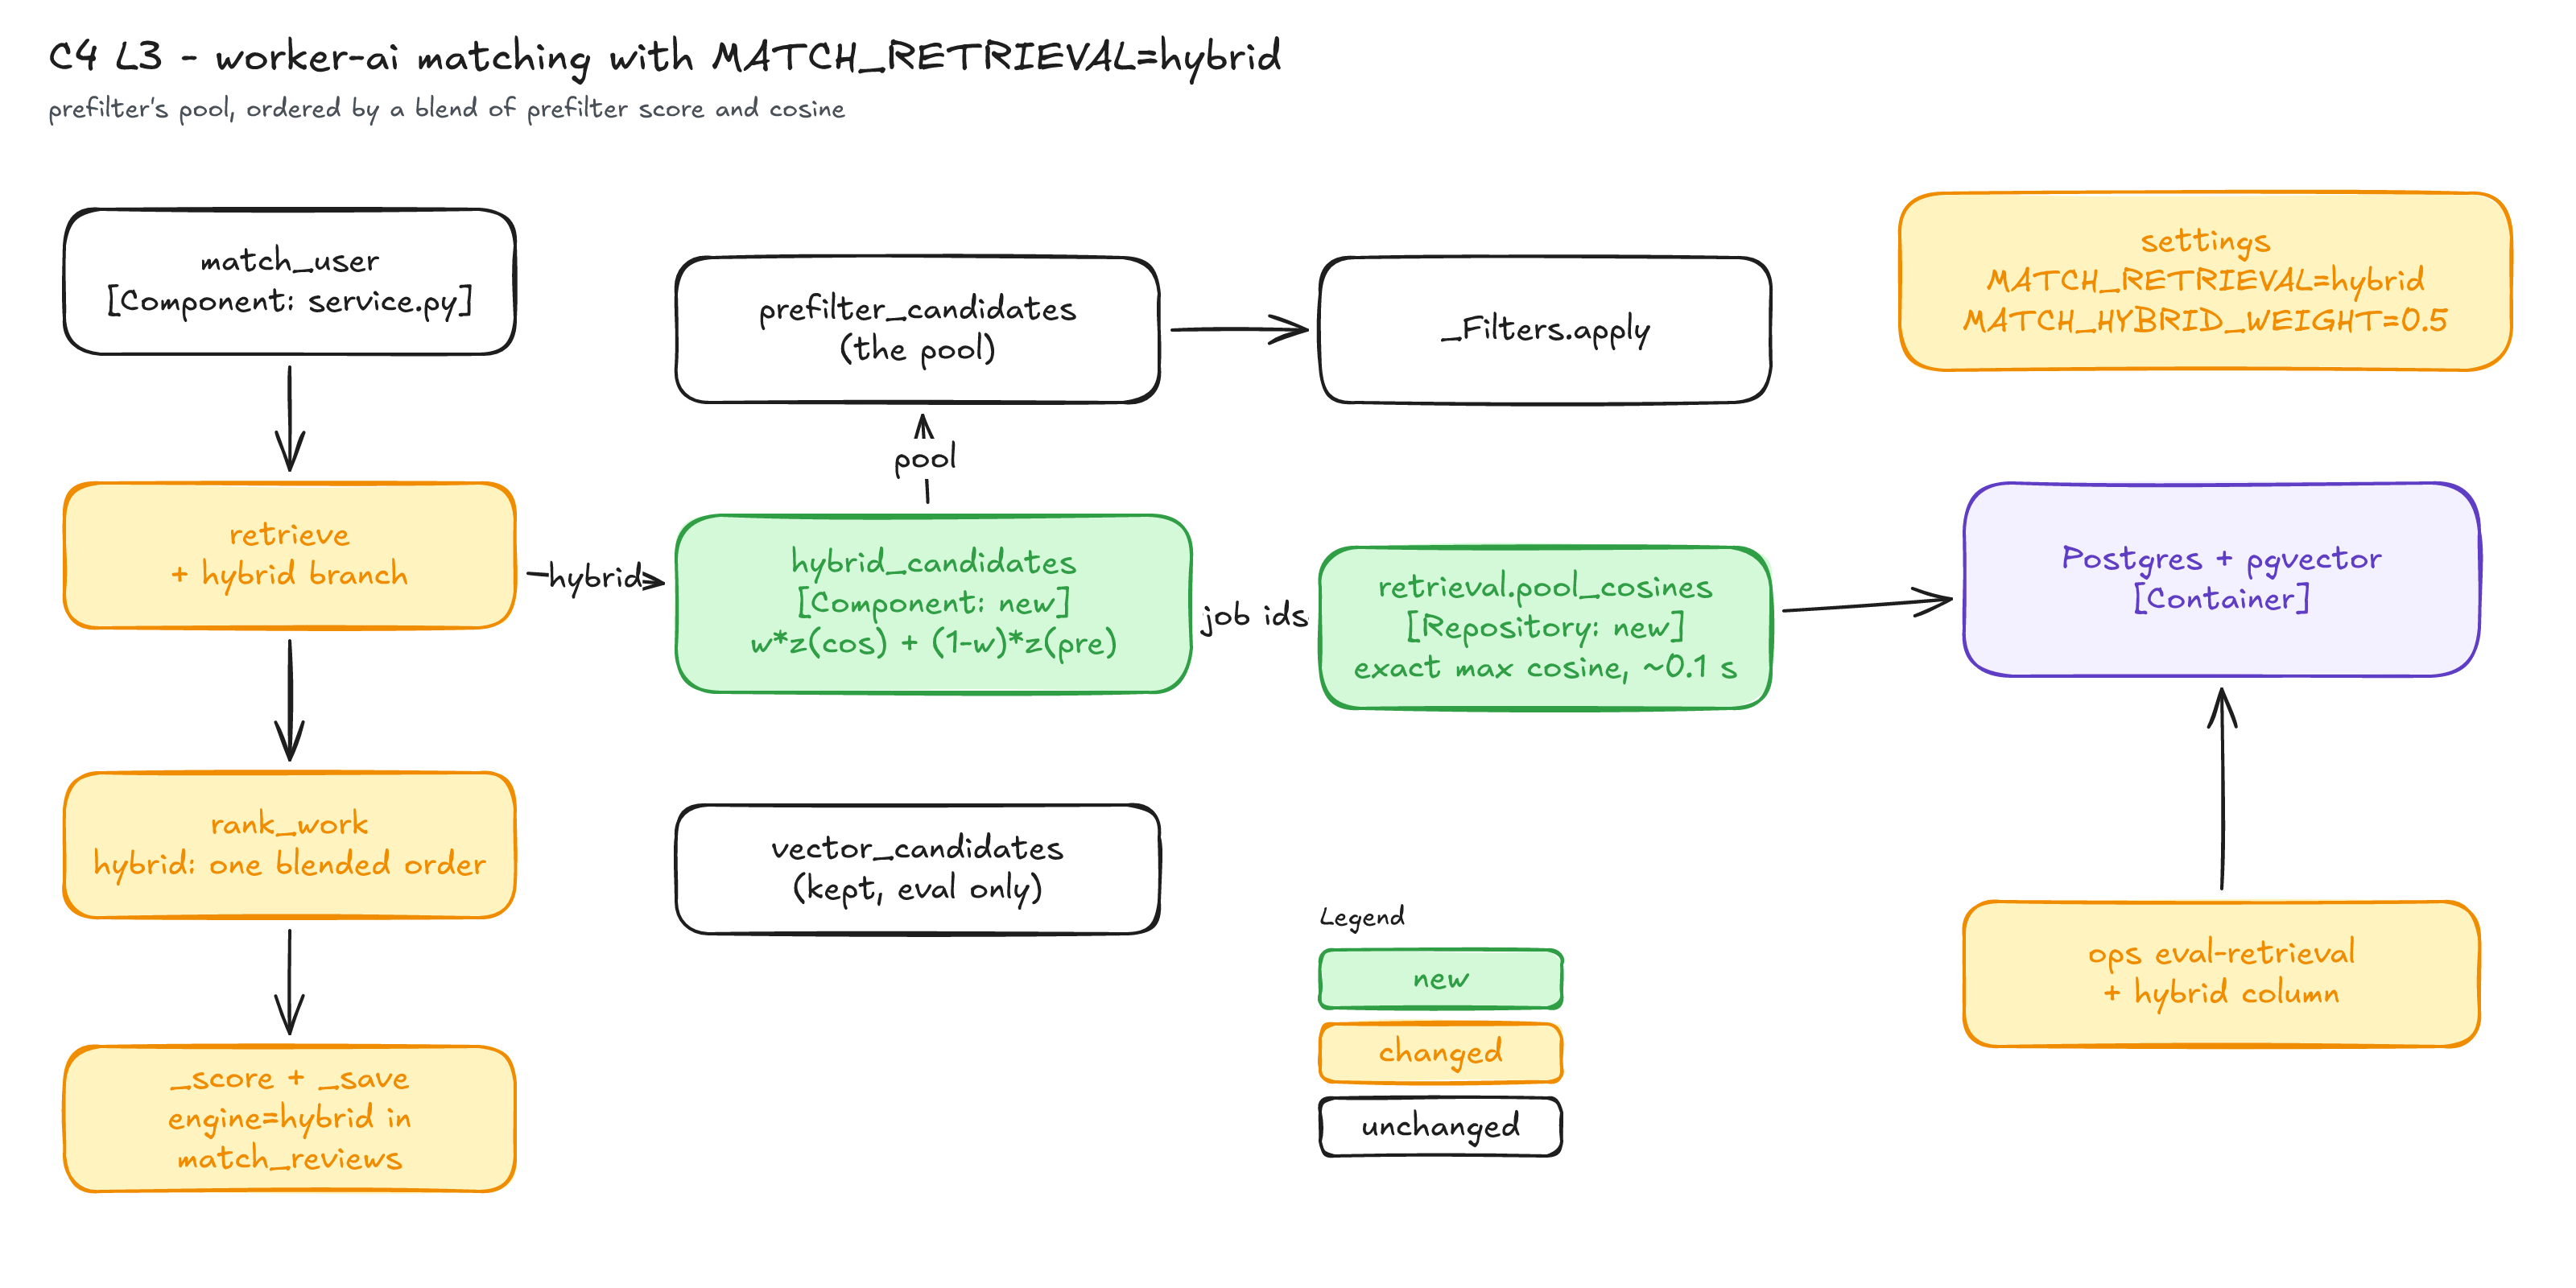 C4 L3 - worker-ai matching with MATCH_RETRIEVAL=hybrid
prefilter's pool, ordered by a blend of prefilter score and cosine
match_user
[Component: service.py]
prefilter_candidates
(the pool)
_Filters.apply
settings
MATCH_RETRIEVAL=hybrid
MATCH_HYBRID_WEIGHT=0.5
pool
retrieve
+ hybrid branch
hybrid
hybrid_candidates
[Component: new]
w*z(cos) + (1-w)*z(pre)
job ids
retrieval.pool_cosines
[Repository: new]
exact max cosine, ~0.1 s
Postgres + pgvector
[Container]
rank_work
hybrid: one blended order
vector_candidates
(kept, eval only)
Legend
new
changed
unchanged
ops eval-retrieval
+ hybrid column
_score + _save
engine=hybrid in
match_reviews